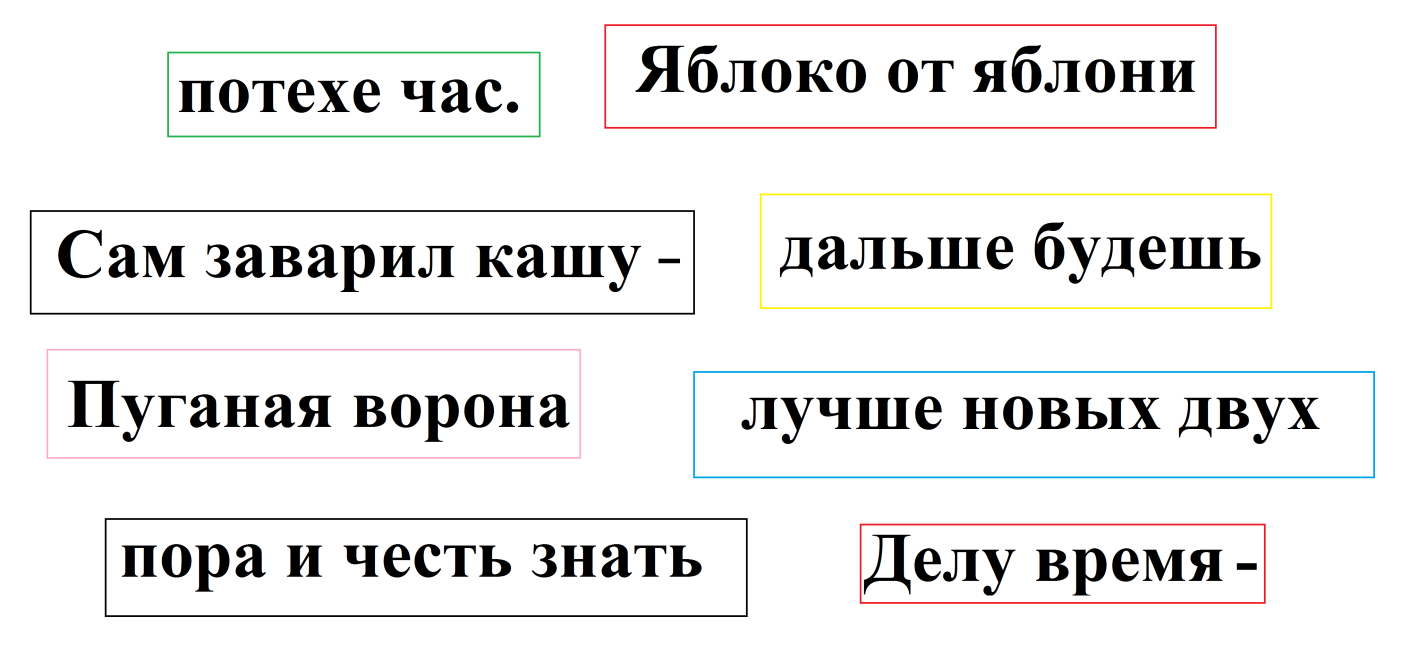 потехе час.
Яблоко от яблони
Сам заварил кашу -
дальше будешь
Пуганая ворона
лучше новых двух
пора и честь знать
Делу время -